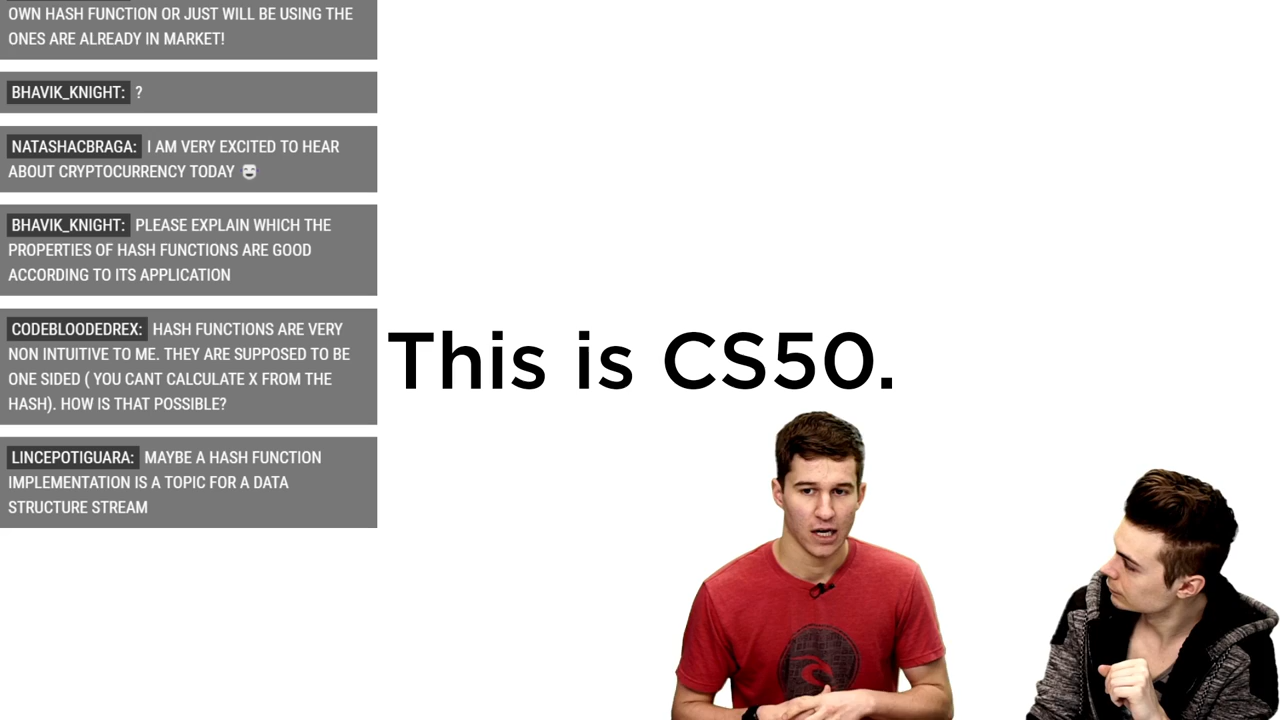 OWN HASH FUNCTION OR JUST WILL BE USING THE
ONES ARE ALREADY IN MARKET!
BHAVIK_KNIGHT: ?
NATASHACBRAGA: I AM VERY EXCITED TO HEAR
ABOUT CRYPTOCURRENCY TODAY
BHAVIK_KNIGHT: PLEASE EXPLAIN WHICH THE
PROPERTIES OF HASH FUNCTIONS ARE GOOD
ACCORDING TO ITS APPLICATION
CODEBLOODEDREX: HASH FUNCTIONS ARE VERY
NON INTUITIVE TO ME. THEY ARE SUPPOSED TO BE
ONE SIDED ( YOU CANT CALCULATE X FROM THE
HASH). HOW IS THAT POSSIBLE?
LINCEPOTIGUARA: MAYBE A HASH FUNCTION
IMPLEMENTATION IS A TOPIC FOR A DATA
STRUCTURE STREAM
This is CS50.